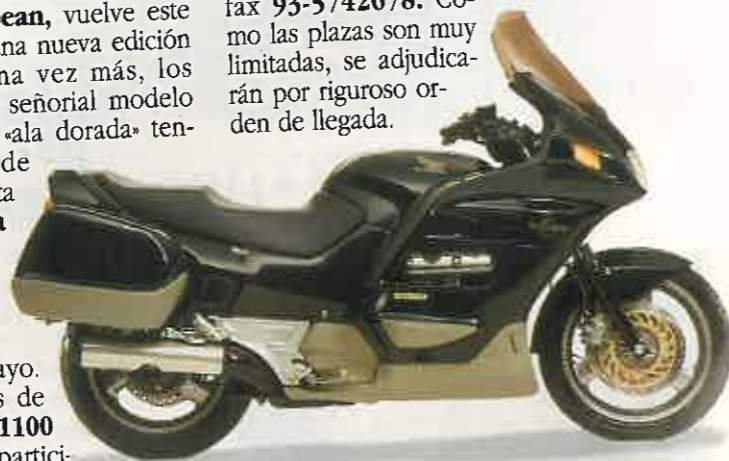 ean, vuelve este
na nueva edición
na vez más, los
señorial modelo
«ala dorada» ten-
de
ta
a
ayo.
s de
1100
partici-
fax 93-5742078. Co-
mo las plazas son muy
limitadas, se adjudica-
rán por riguroso or-
den de llegada.